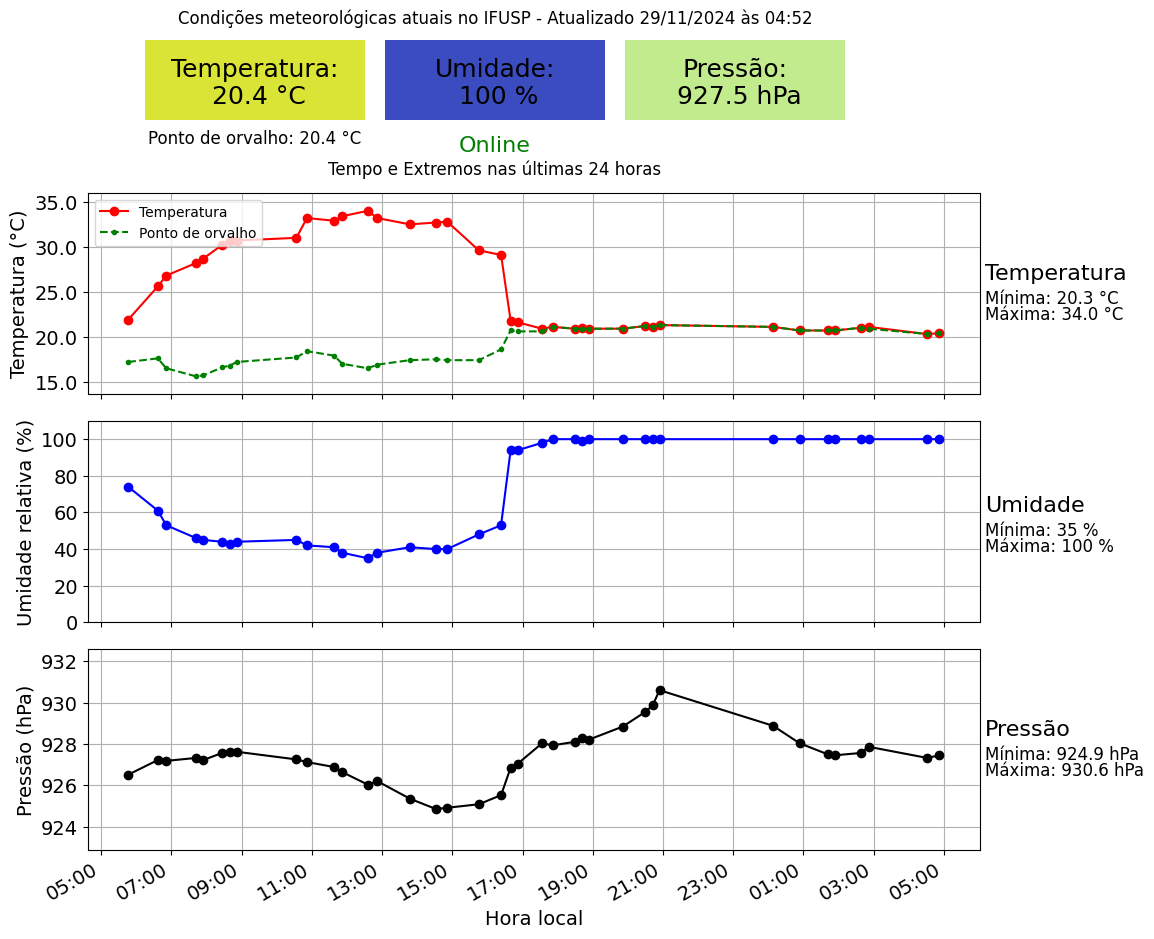 Condições meteorológicas atuais no IFUSP - Atualizado 29/11/2024 às 04:52
Temperatura:
20.4 °C
Umidade:
100 %
Pressão:
927.5 hPa
Ponto de orvalho: 20.4 °C
Online
Tempo e Extremos nas últimas 24 horas
Temperatura (°C)
35.0
30.0
25.0
20.0
15.0
Temperatura
Ponto de orvalho
Temperatura
Mínima: 20.3 °C
Máxima: 34.0 °C
Umidade relativa (%)
100
80
60
40
20
0
Umidade
Mínima: 35 %
Máxima: 100 %
Pressão (hPa)
932
930
928
926
924
Pressão
Mínima: 924.9 hPa
Máxima: 930.6 hPa
05:00
07:00
09:00
11:00
13:00
15:00
17:00
19:00
21:00
23:00
01:00
03:00
05:00
Hora local